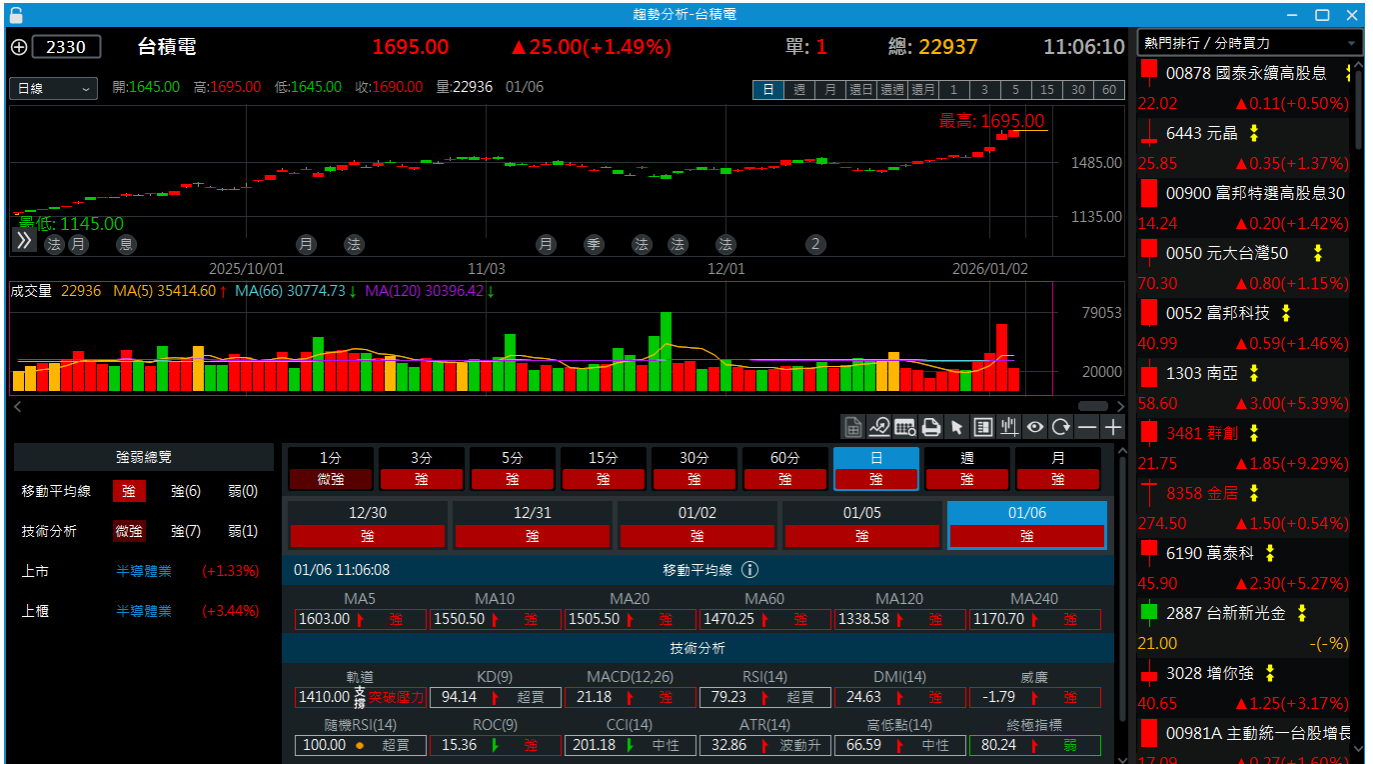 趨勢分析-台積電
2330 台積電 1695.00 ▲25.00(+1.49%) 單: 1 總: 22937 11:06:10
日線 開:1645.00 高:1695.00 低:1645.00 收:1690.00 量:22936 01/06
日 週 月 還日 還週 還月 1 3 5 15 30 60
最高: 1695.00
1485.00
1135.00
最低: 1145.00
法 月 息 月 法 月 季 法 法 法 2
2025/10/01 11/03 12/01 2026/01/02
成交量 22936 MA(5) 35414.60↑ MA(66) 30774.73↓ MA(120) 30396.42↓
79053
20000
強弱總覽
移動平均線 強 強(6) 弱(0)
技術分析 微強 強(7) 弱(1)
上市 半導體業 (+1.33%)
上櫃 半導體業 (+3.44%)
1分 3分 5分 15分 30分 60分 日 週 月
微強 強 強 強 強 強 強 強 強
12/30 12/31 01/02 01/05 01/06
強 強 強 強 強
01/06 11:06:08 移動平均線
MA5 MA10 MA20 MA60 MA120 MA240
1603.00 強 1550.50 強 1505.50 強 1470.25 強 1338.58 強 1170.70 強
技術分析
軌道 KD(9) MACD(12,26) RSI(14) DMI(14) 威廉
1410.00 支撐 突破壓力 94.14 超買 21.18 強 79.23 超買 24.63 強 -1.79 強
隨機RSI(14) ROC(9) CCI(14) ATR(14) 高低點(14) 終極指標
100.00 超買 15.36 強 201.18 中性 32.86 波動升 66.59 中性 80.24 弱
熱門排行 / 分時買力
00878 國泰永續高股息
22.02 ▲0.11(+0.50%)
6443 元晶
25.85 ▲0.35(+1.37%)
00900 富邦特選高股息30
14.24 ▲0.20(+1.42%)
0050 元大台灣50
70.30 ▲0.80(+1.15%)
0052 富邦科技
40.99 ▲0.59(+1.46%)
1303 南亞
58.60 ▲3.00(+5.39%)
3481 群創
21.75 ▲1.85(+9.29%)
8358 金居
274.50 ▲1.50(+0.54%)
6190 萬泰科
45.90 ▲2.30(+5.27%)
2887 台新新光金
21.00 -(-%)
3028 增你強
40.65 ▲1.25(+3.17%)
00981A 主動統一台股增長
17.09 ▲0.27(+1.60%)